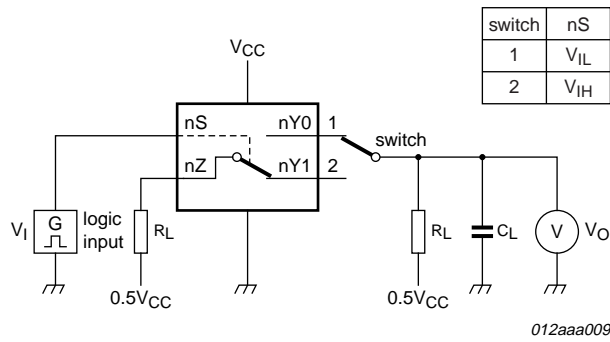 switch nS
1 VIL
2 VIH
VCC
nS nY0 1
switch
nZ nY1 2
VI G logic
input
RL
RL CL V VO
0.5VCC 0.5VCC
012aaa009